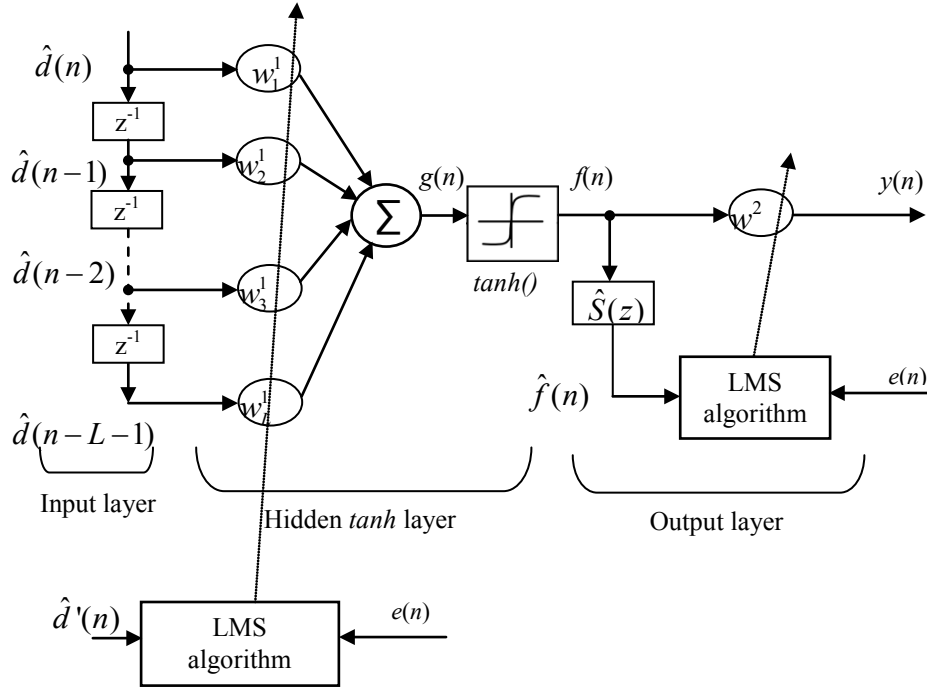 d̂(n)
w₁¹
z⁻¹
d̂(n−1)
w₂¹
z⁻¹
g(n)
f(n)
y(n)
Σ
w²
d̂(n−2)
w₃¹
tanh()
Ŝ(z)
z⁻¹
f̂(n)
LMS
algorithm
e(n)
w_L¹
d̂(n−L−1)
Input layer
Hidden tanh layer
Output layer
d̂'(n)
LMS
algorithm
e(n)